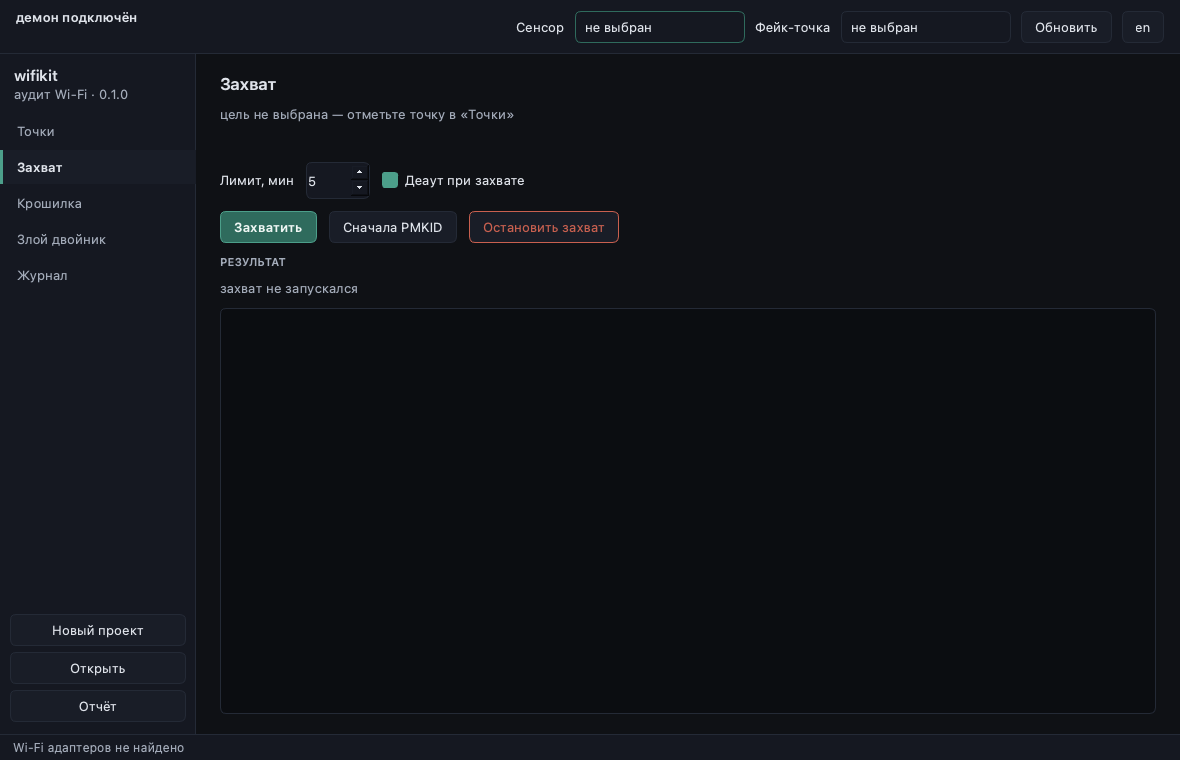 демон подключён
Сенсор не выбран Фейк-точка не выбран Обновить en
wifikit
аудит Wi-Fi · 0.1.0
Точки
Захват
Крошилка
Злой двойник
Журнал
Новый проект
Открыть
Отчёт
Захват
цель не выбрана — отметьте точку в «Точки»
Лимит, мин 5 Деаут при захвате
Захватить Сначала PMKID Остановить захват
РЕЗУЛЬТАТ
захват не запускался
Wi-Fi адаптеров не найдено